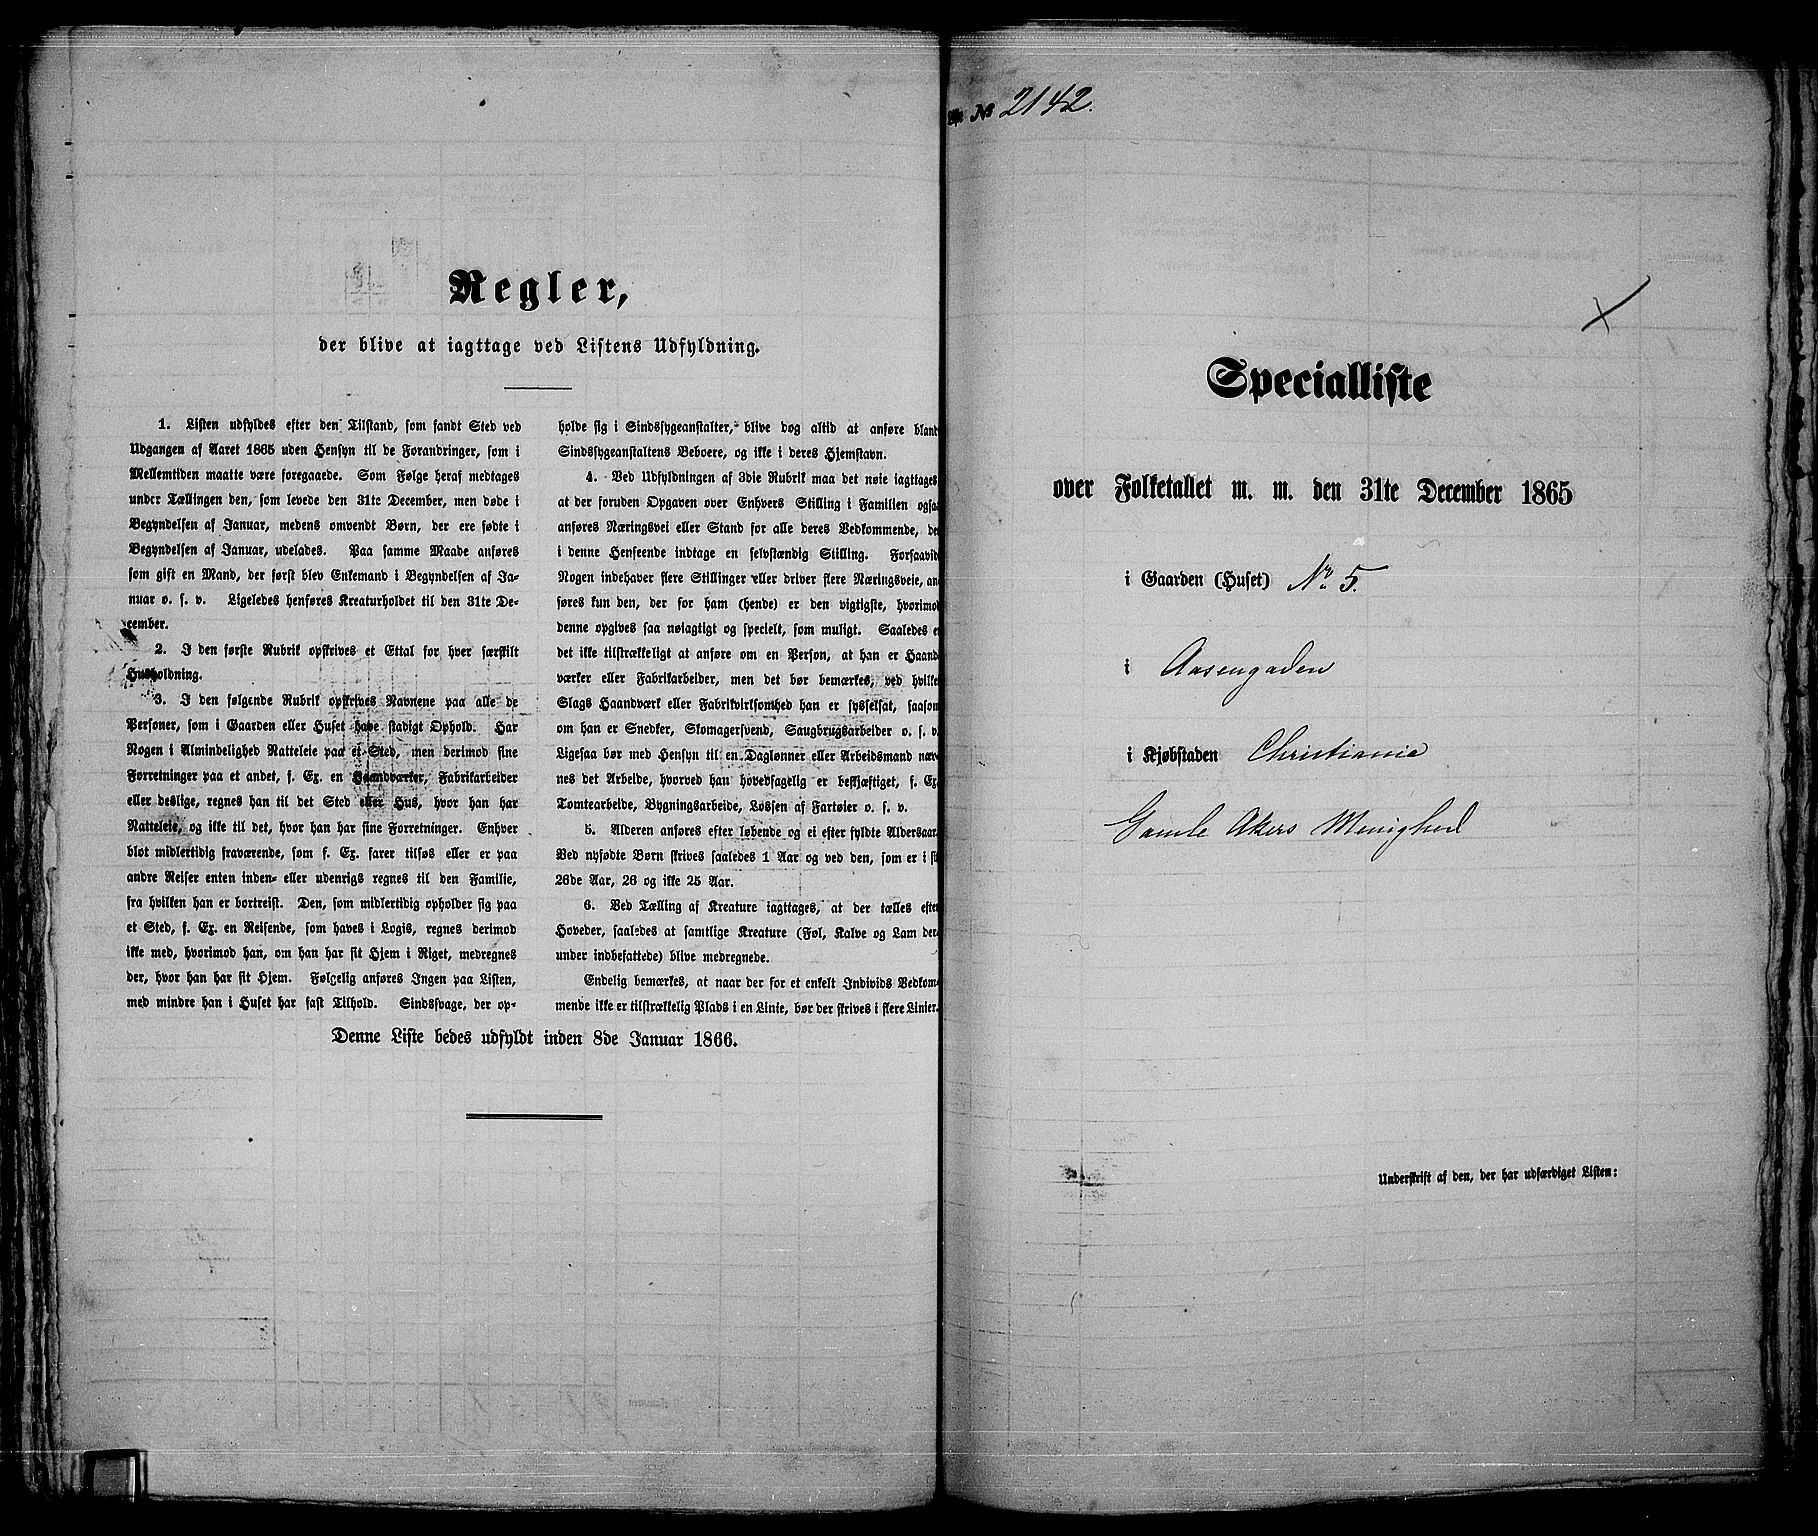 Regler,
der blive at iagttage ved Listens Udfyldning.
1. Listen udfyldes efter den Tilstand, som fandt Sted ved
Udgangen af Aaret 1865 uden Hensyn til de Forandringer, som i
Mellemtiden maatte være foregaaede. Som Følge heraf medtages
under Tællingen den, som levede den 31te December, men døde i
Begyndelsen af Januar, medens omvendt Børn, der ere fødte i
Begyndelsen af Januar, udelades. Paa samme Maade anføres
som gift en Mand, der først blev Enkemand i Begyndelsen af Ja-
nuar o. s. v. Ligeledes henføres Kreaturholdet til den 31te De-
cember.
2. I den første Rubrik opskrives et Ettal for hver særskilt
Husholdning.
3. I den følgende Rubrik opskrives Navnene paa alle de
Personer, som i Gaarden eller Huset have stadigt Ophold. Har
Nogen i Almindelighed Natteleie paa et Sted, men derimod sine
Forretninger paa et andet, f. Ex. en Haandværker, Fabrikarbeider
eller deslige, regnes han til det Sted eller Hus, hvor han har
Natteleie, og ikke til det, hvor han har sine Forretninger. Enhver
blot midlertidig fraværende, som f. Ex. farer tilsøs eller er paa
andre Reiser enten inden- eller udenrigs regnes til den Familie,
fra hvilken han er bortreist. Den, som midlertidig opholder sig paa
et Sted, f. Ex. en Reisende, som haves i Logis, regnes derimod
ikke med, hvorimod han, om han har sit Hjem i Riget, medregnes
der, hvor han har sit Hjem. Følgelig anføres Ingen paa Listen,
med mindre han i Huset har fast Tilhold. Sindssvage, der op-
holde sig i Sindssygeanstalter, blive dog altid at anføre bland
Sindssygeanstaltens Beboere, og ikke i deres Hjemstavn.
4. Ved Udfyldningen af 3die Rubrik maa det nøie iagttages,
at der foruden Opgaven over Enhvers Stilling i Familien ogsaa
anføres Næringsvei eller Stand for alle deres Vedkommende, der
i denne Henseende indtage en selvstændig Stilling. Forsaavid
Nogen indehaver flere Stillinger eller driver flere Næringsveie, an
føres kun den, der for ham (hende) er den vigtigste, hvorimod
denne opgives saa nøiagtigt og specielt, som muligt. Saaledes e
det ikke tilstrækkeligt at anføre om en Person, at han er Haand
værker eller Fabrikarbeider, men det bør bemærkes, ved hvilke
Slags Haandværk eller Fabrikvirksomhed han er sysselsat, saasom
om han er Snedker, Skomagersvend, Saugbrugsarbeider o. s. v.
Ligesaa bør med Hensyn til en Daglønner eller Arbeidsmand næv-
nes det Arbeide, hvorved han hovedsagelig er beskjæftiget, f. Ex.
Tomtearbeide, Bygningsarbeide, Lossen af Fartøier o. s. v.
5. Alderen anføres efter løbende og ei efter fyldte Aldersaar.
Ved nysødte Børn skrives saaledes 1 Aar og ved den, som er i sit
26de Aar, 26 og ikke 25 Aar.
6. Ved Tælling af Kreature iagttages, at der tælles efter
Hoveder, saaledes at samtlige Kreature (Føl, Kalve og Lam der-
under indbefattede) blive medregnede.
Endelig bemærkes, at naar der for et enkelt Individs Vedkom-
mende ikke er tilstrækkelig Plads i en Linie, bør der skrives i flere Linier.
Denne Liste bedes udfyldt inden 8de Januar 1866.
No 2142.
Specialliste
over Folketallet m. m. den 31te December 1865
i Gaarden (Huset) No 5.
i Aasengaden
i Kjøbstaden Christiania
Gamle Akers Menighed
Underskrift af den, der har udfærdiget Listen: